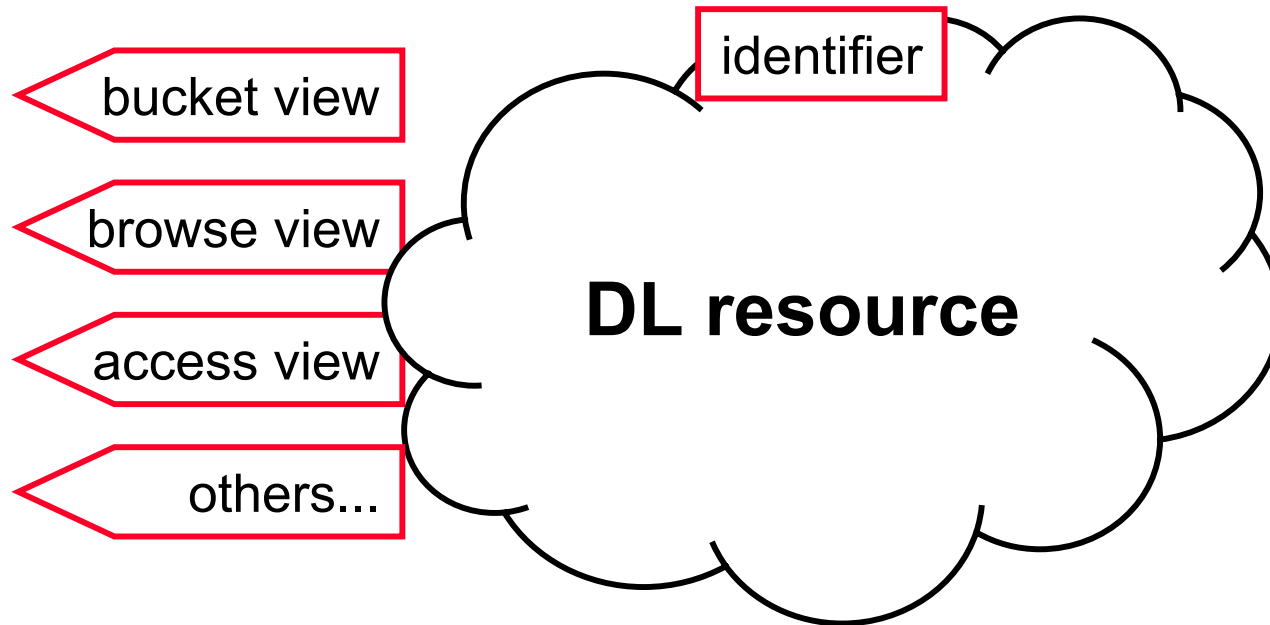 identifier
bucket view
browse view
DL resource
access view
others...